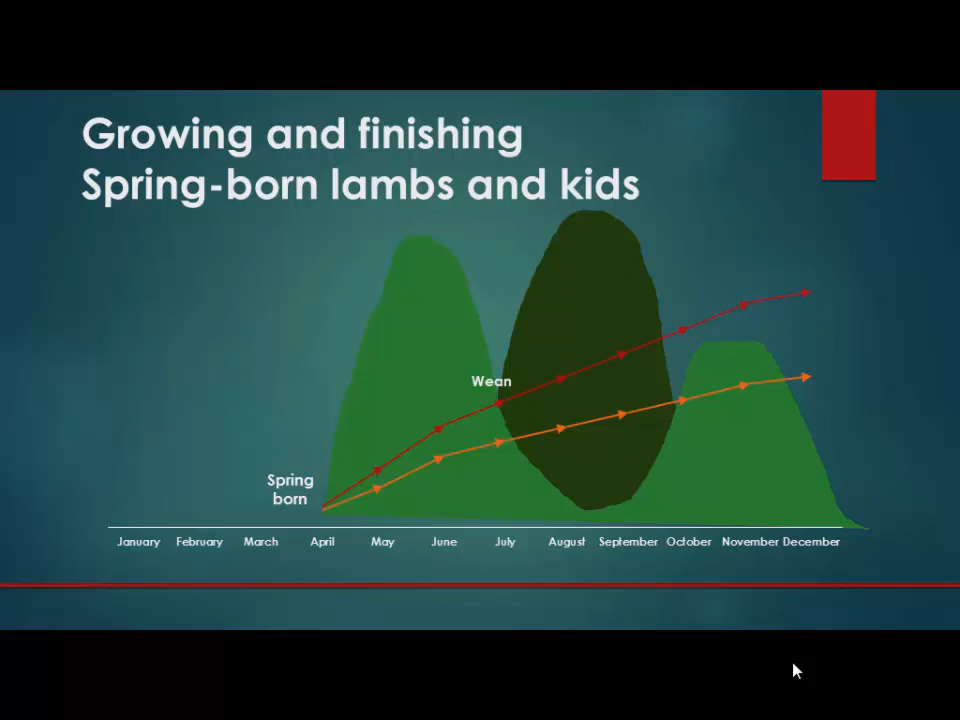 Growing and finishing
Spring-born lambs and kids
Wean
Spring
born
January February March April May June July August September October November December